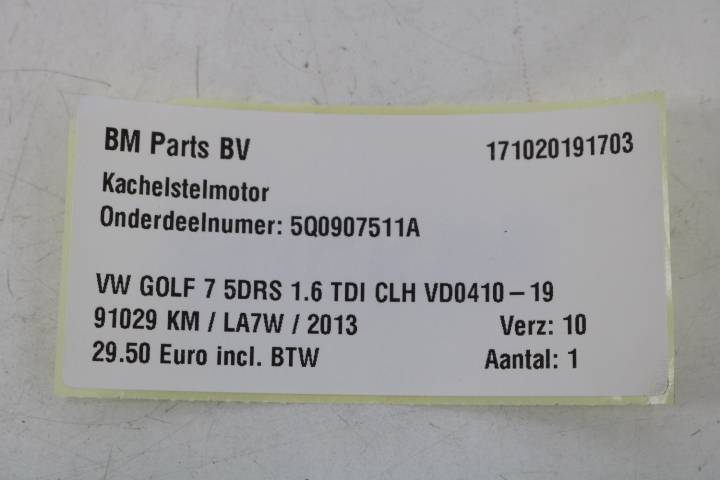 BM Parts BV 171020191703
Kachelstelmotor
Onderdeelnumer: 5Q0907511A
VW GOLF 7 5DRS 1.6 TDI CLH VD0410-19
91029 KM / LA7W / 2013 Verz: 10
29.50 Euro incl. BTW Aantal: 1